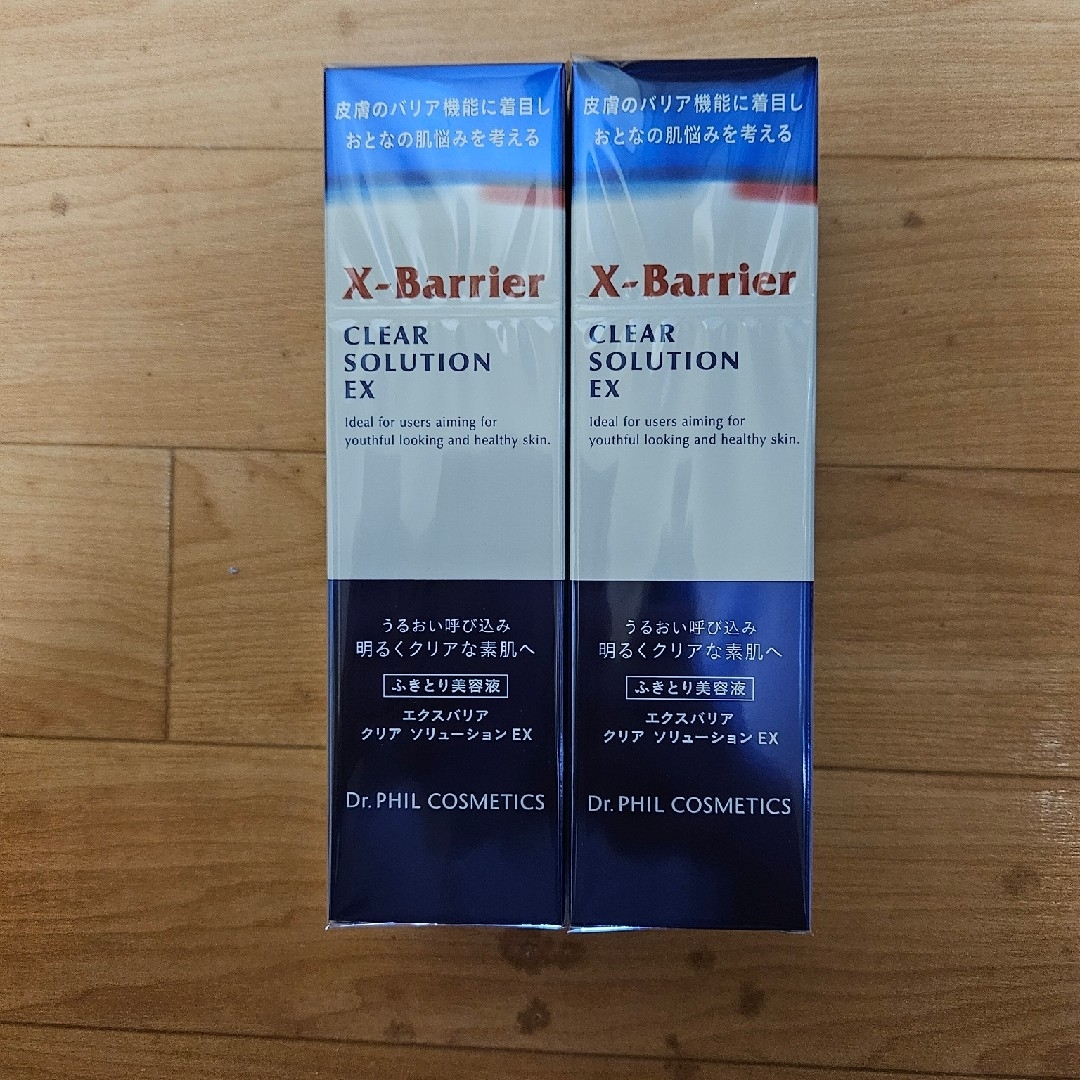 皮膚のバリア機能に着目し
おとなの肌悩みを考える
X-Barrier
CLEAR
SOLUTION
EX
Ideal for users aiming for
youthful looking and healthy skin.
うるおい呼び込み
明るくクリアな素肌へ
ふきとり美容液
エクスバリア
クリア ソリューション EX
Dr. PHIL COSMETICS
皮膚のバリア機能に着目し
おとなの肌悩みを考える
X-Barrier
CLEAR
SOLUTION
EX
Ideal for users aiming for
youthful looking and healthy skin.
うるおい呼び込み
明るくクリアな素肌へ
ふきとり美容液
エクスバリア
クリア ソリューション EX
Dr. PHIL COSMETICS